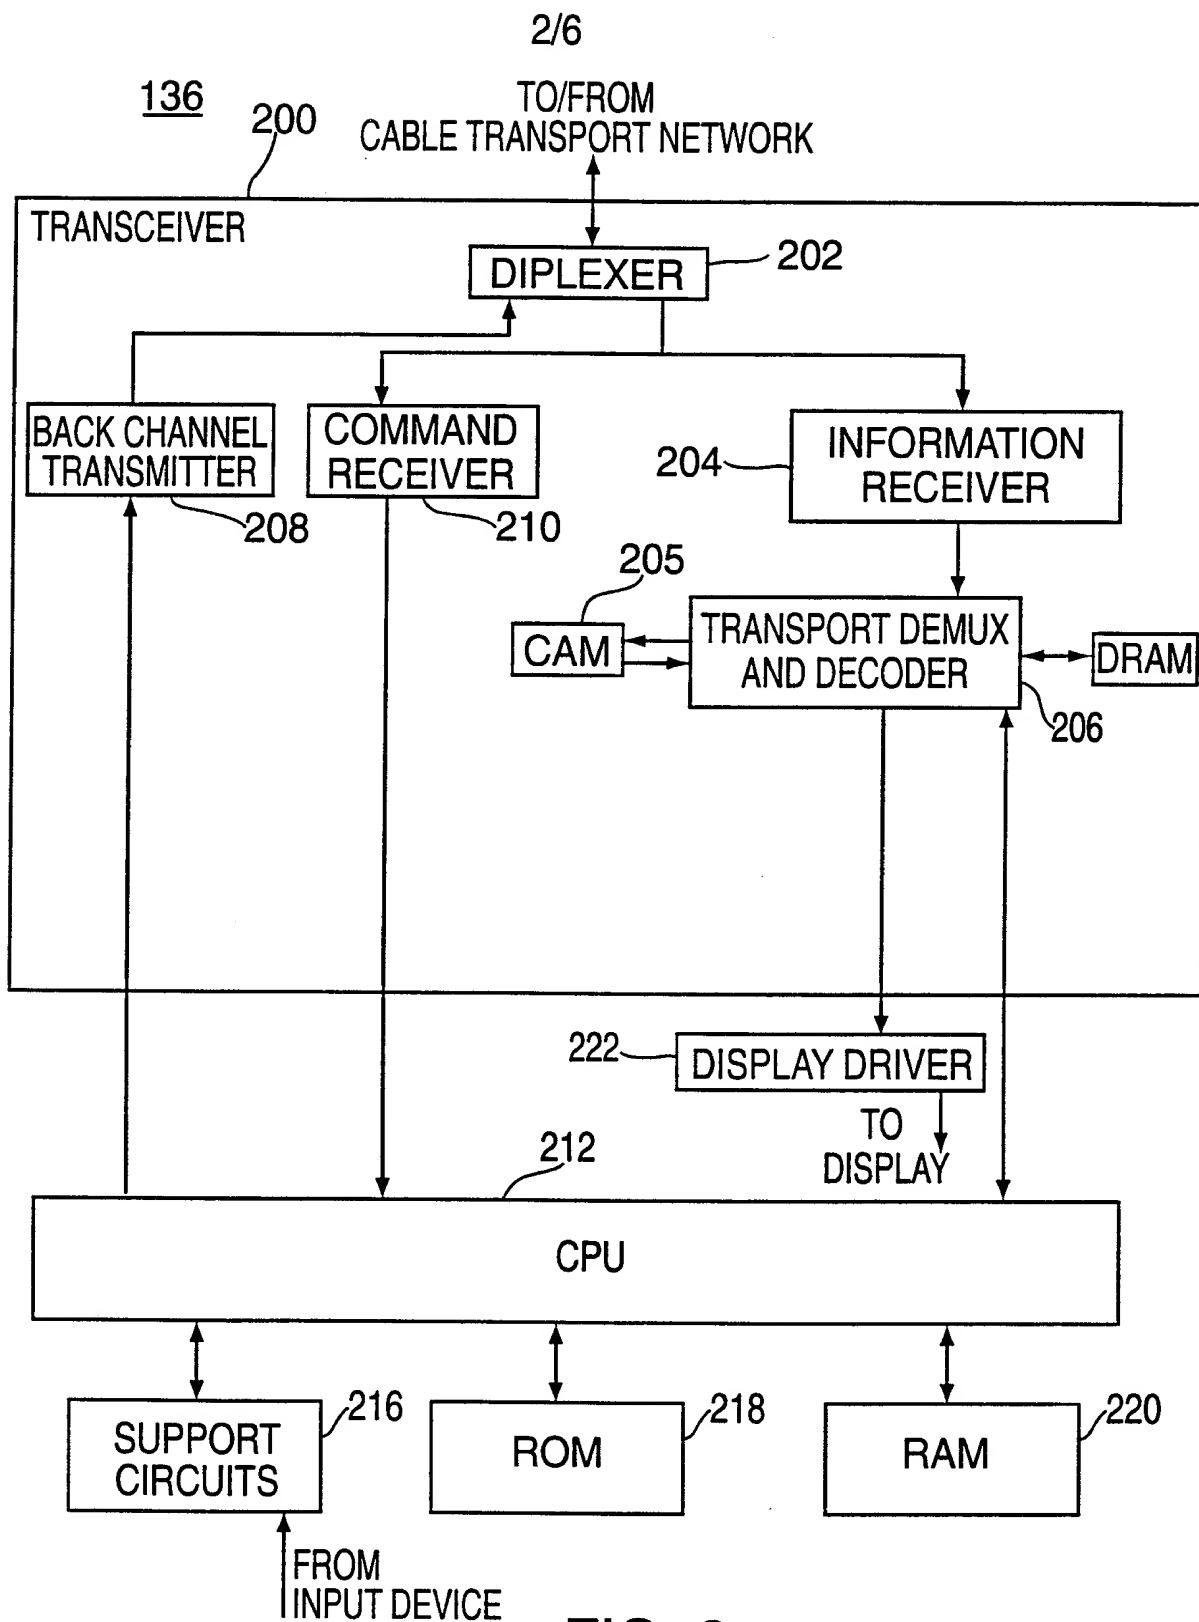 2/6
136
200
TO/FROM
CABLE TRANSPORT NETWORK
TRANSCEIVER
DIPLEXER
202
BACK CHANNEL
TRANSMITTER
208
COMMAND
RECEIVER
210
204
INFORMATION
RECEIVER
205
CAM
TRANSPORT DEMUX
AND DECODER
DRAM
206
222
DISPLAY DRIVER
TO
DISPLAY
212
CPU
SUPPORT
CIRCUITS
216
ROM
218
RAM
220
FROM
INPUT DEVICE